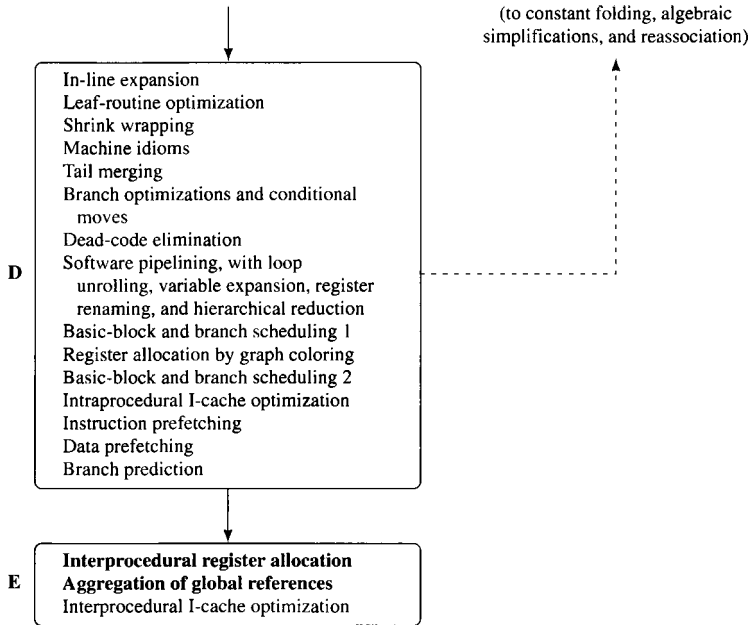 (to constant folding, algebraic
simplifications, and reassociation)
In-line expansion
Leaf-routine optimization
Shrink wrapping
Machine idioms
Tail merging
Branch optimizations and conditional
moves
Dead-code elimination
D
Software pipelining, with loop
unrolling, variable expansion, register
renaming, and hierarchical reduction
Basic-block and branch scheduling 1
Register allocation by graph coloring
Basic-block and branch scheduling 2
Intraprocedural I-cache optimization
Instruction prefetching
Data prefetching
Branch prediction
Interprocedural register allocation
E
Aggregation of global references
Interprocedural I-cache optimization